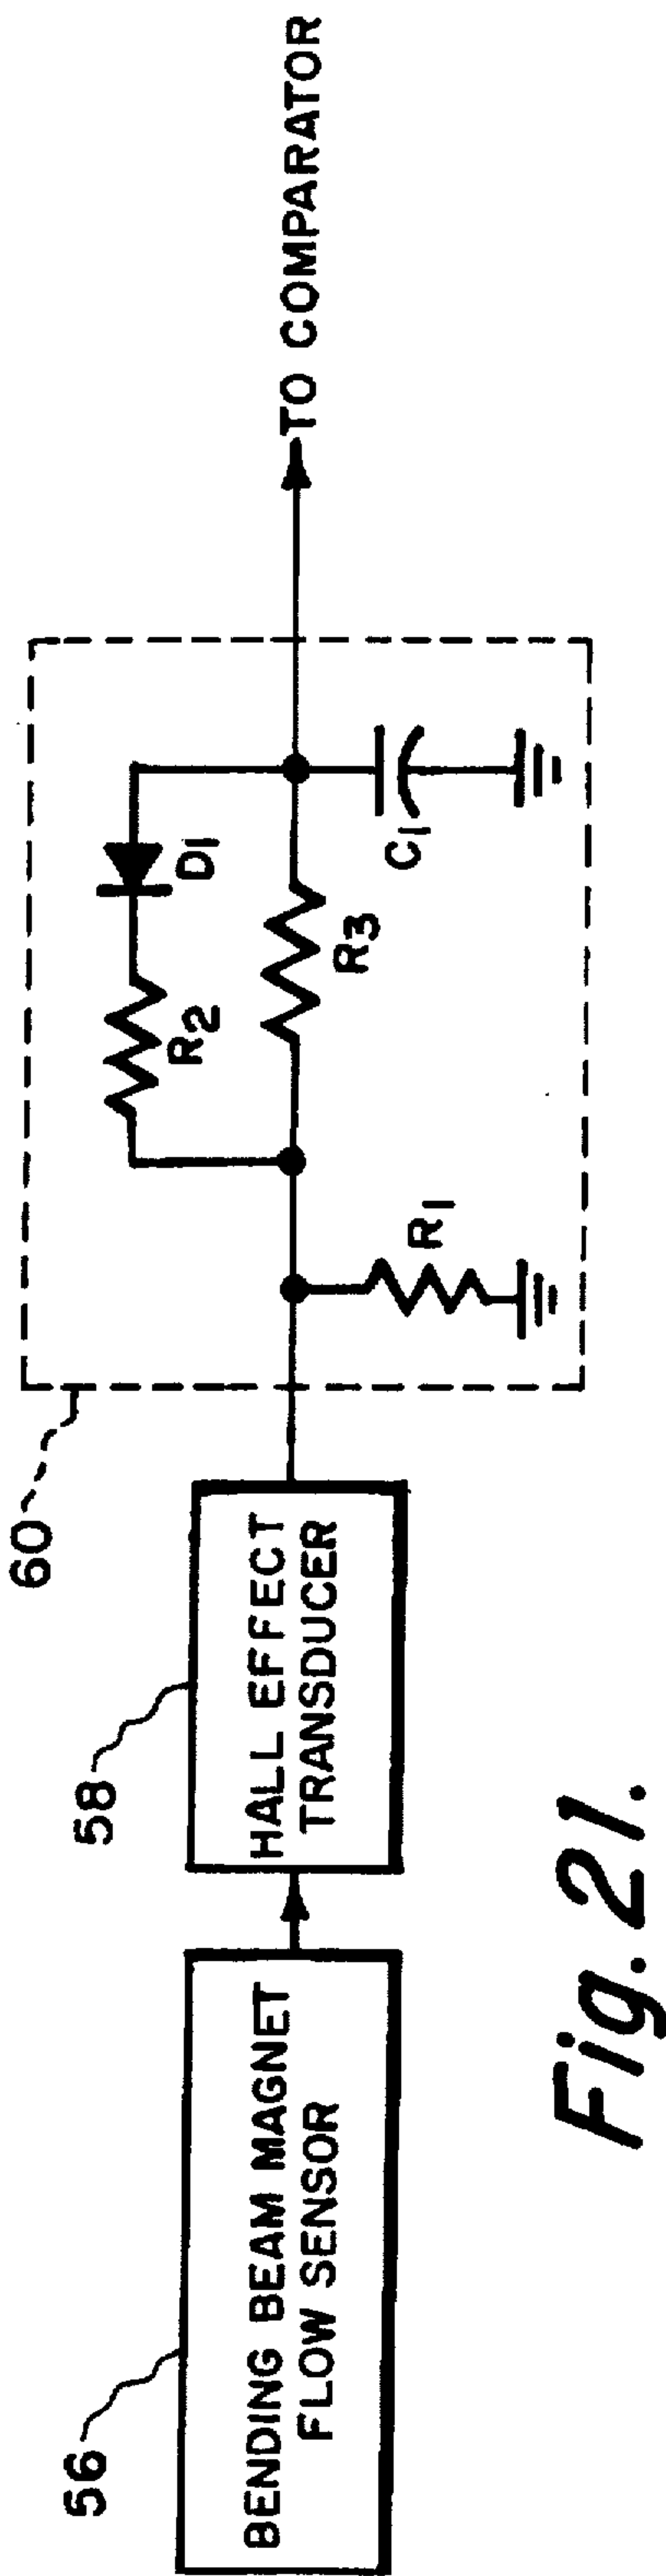 56
BENDING BEAM MAGNET
FLOW SENSOR
58
HALL EFFECT
TRANSDUCER
60
R1
R2
D1
R3
C1
TO COMPARATOR
Fig. 21.